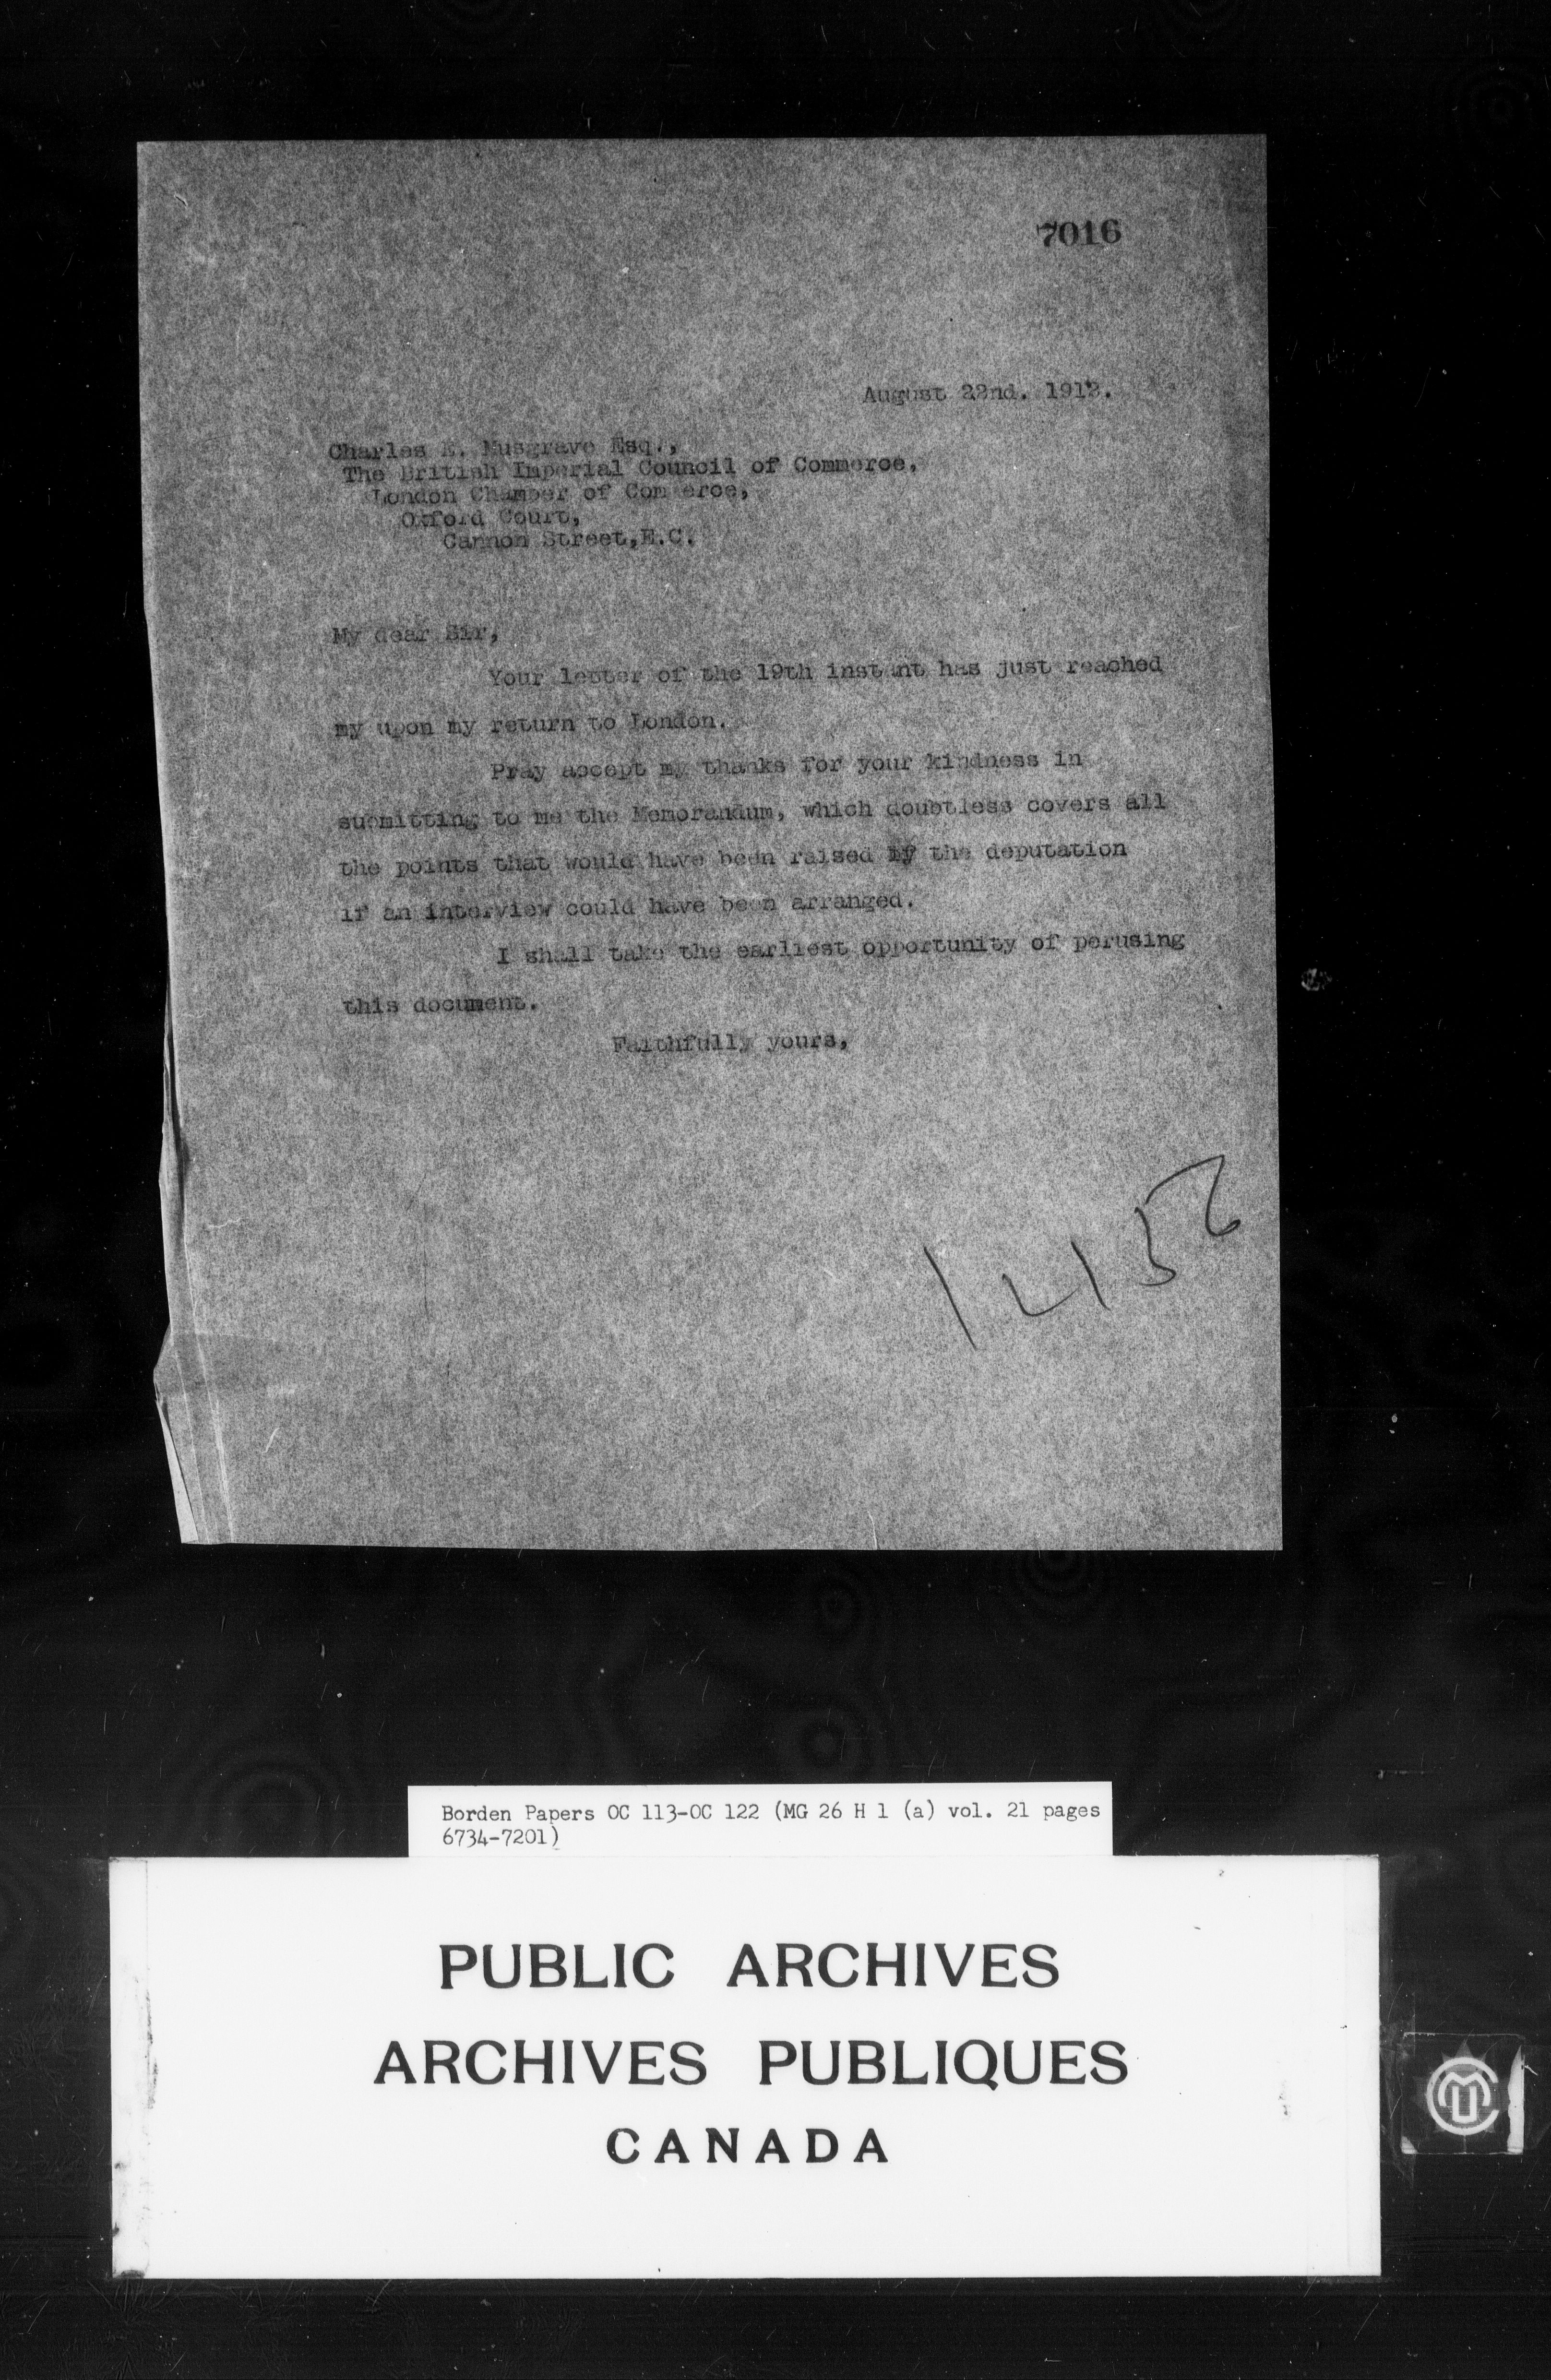 7016
August 22nd. 1912.
Charles E. Musgrave Esq.,
The British Imperial Council of Commerce,
London Chamber of Commerce,
Oxford Court,
Cannon Street,E.C.
My dear Sir,
Your letter of the 19th instant has just reached
my upon my return to London.
Pray accept my thanks for your kindness in
submitting to me the Memorandum, which doubtless covers all
the points that would have been raised by the deputation
if an interview could have been arranged.
I shall take the earliest opportunity of perusing
this document.
Faithfully yours,
Borden Papers OC 113-OC 122 (MG 26 H 1 (a) vol. 21 pages
6734-7201)
PUBLIC ARCHIVES
ARCHIVES PUBLIQUES
CANADA